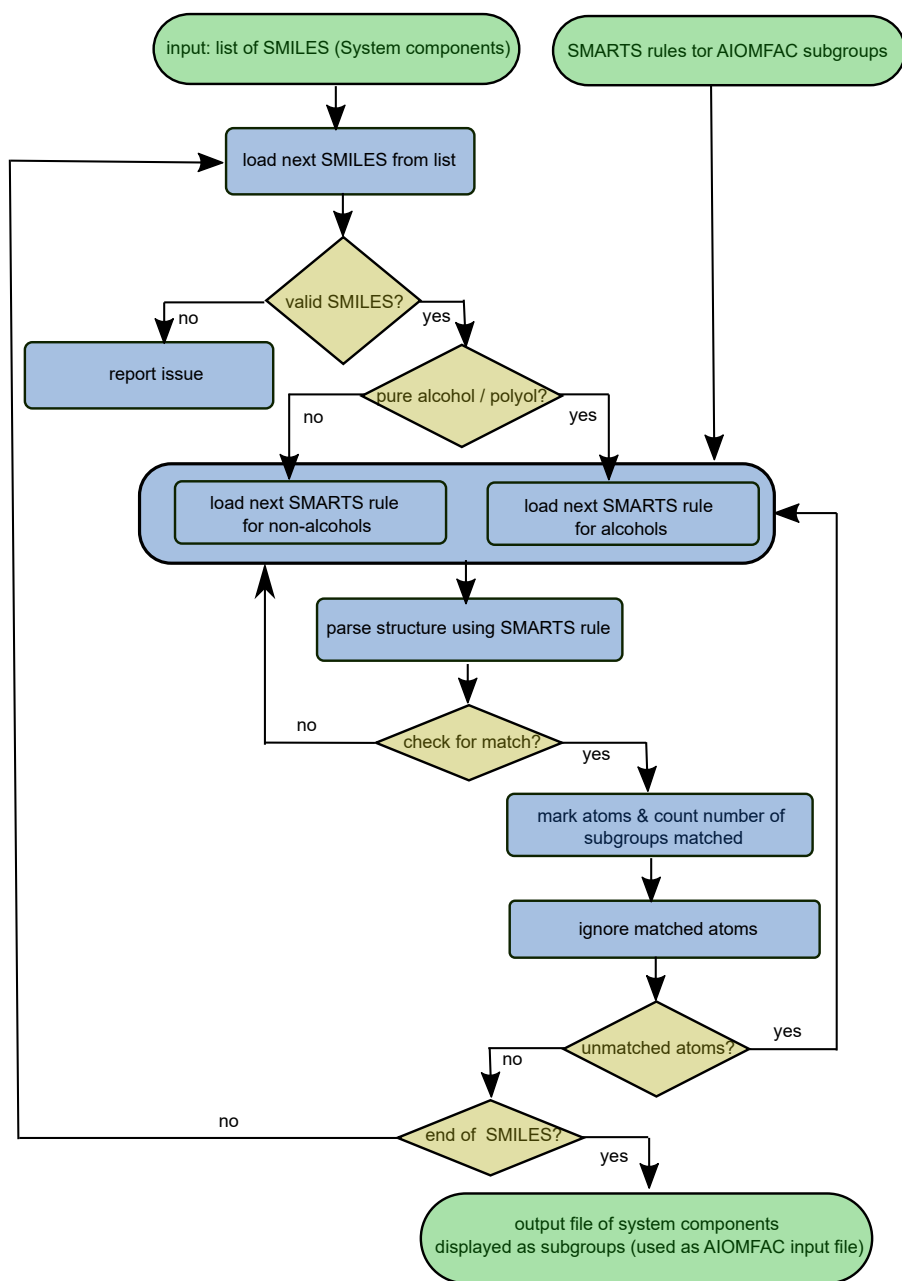 input: list of SMILES (System components)
SMARTS rules tor AIOMFAC subgroups
load next SMILES from list
valid SMILES?
no
yes
report issue
pure alcohol / polyol?
no
yes
load next SMARTS rule
for non-alcohols
load next SMARTS rule
for alcohols
parse structure using SMARTS rule
no
check for match?
yes
mark atoms & count number of
subgroups matched
ignore matched atoms
unmatched atoms?
yes
no
no
end of SMILES?
yes
output file of system components
displayed as subgroups (used as AIOMFAC input file)